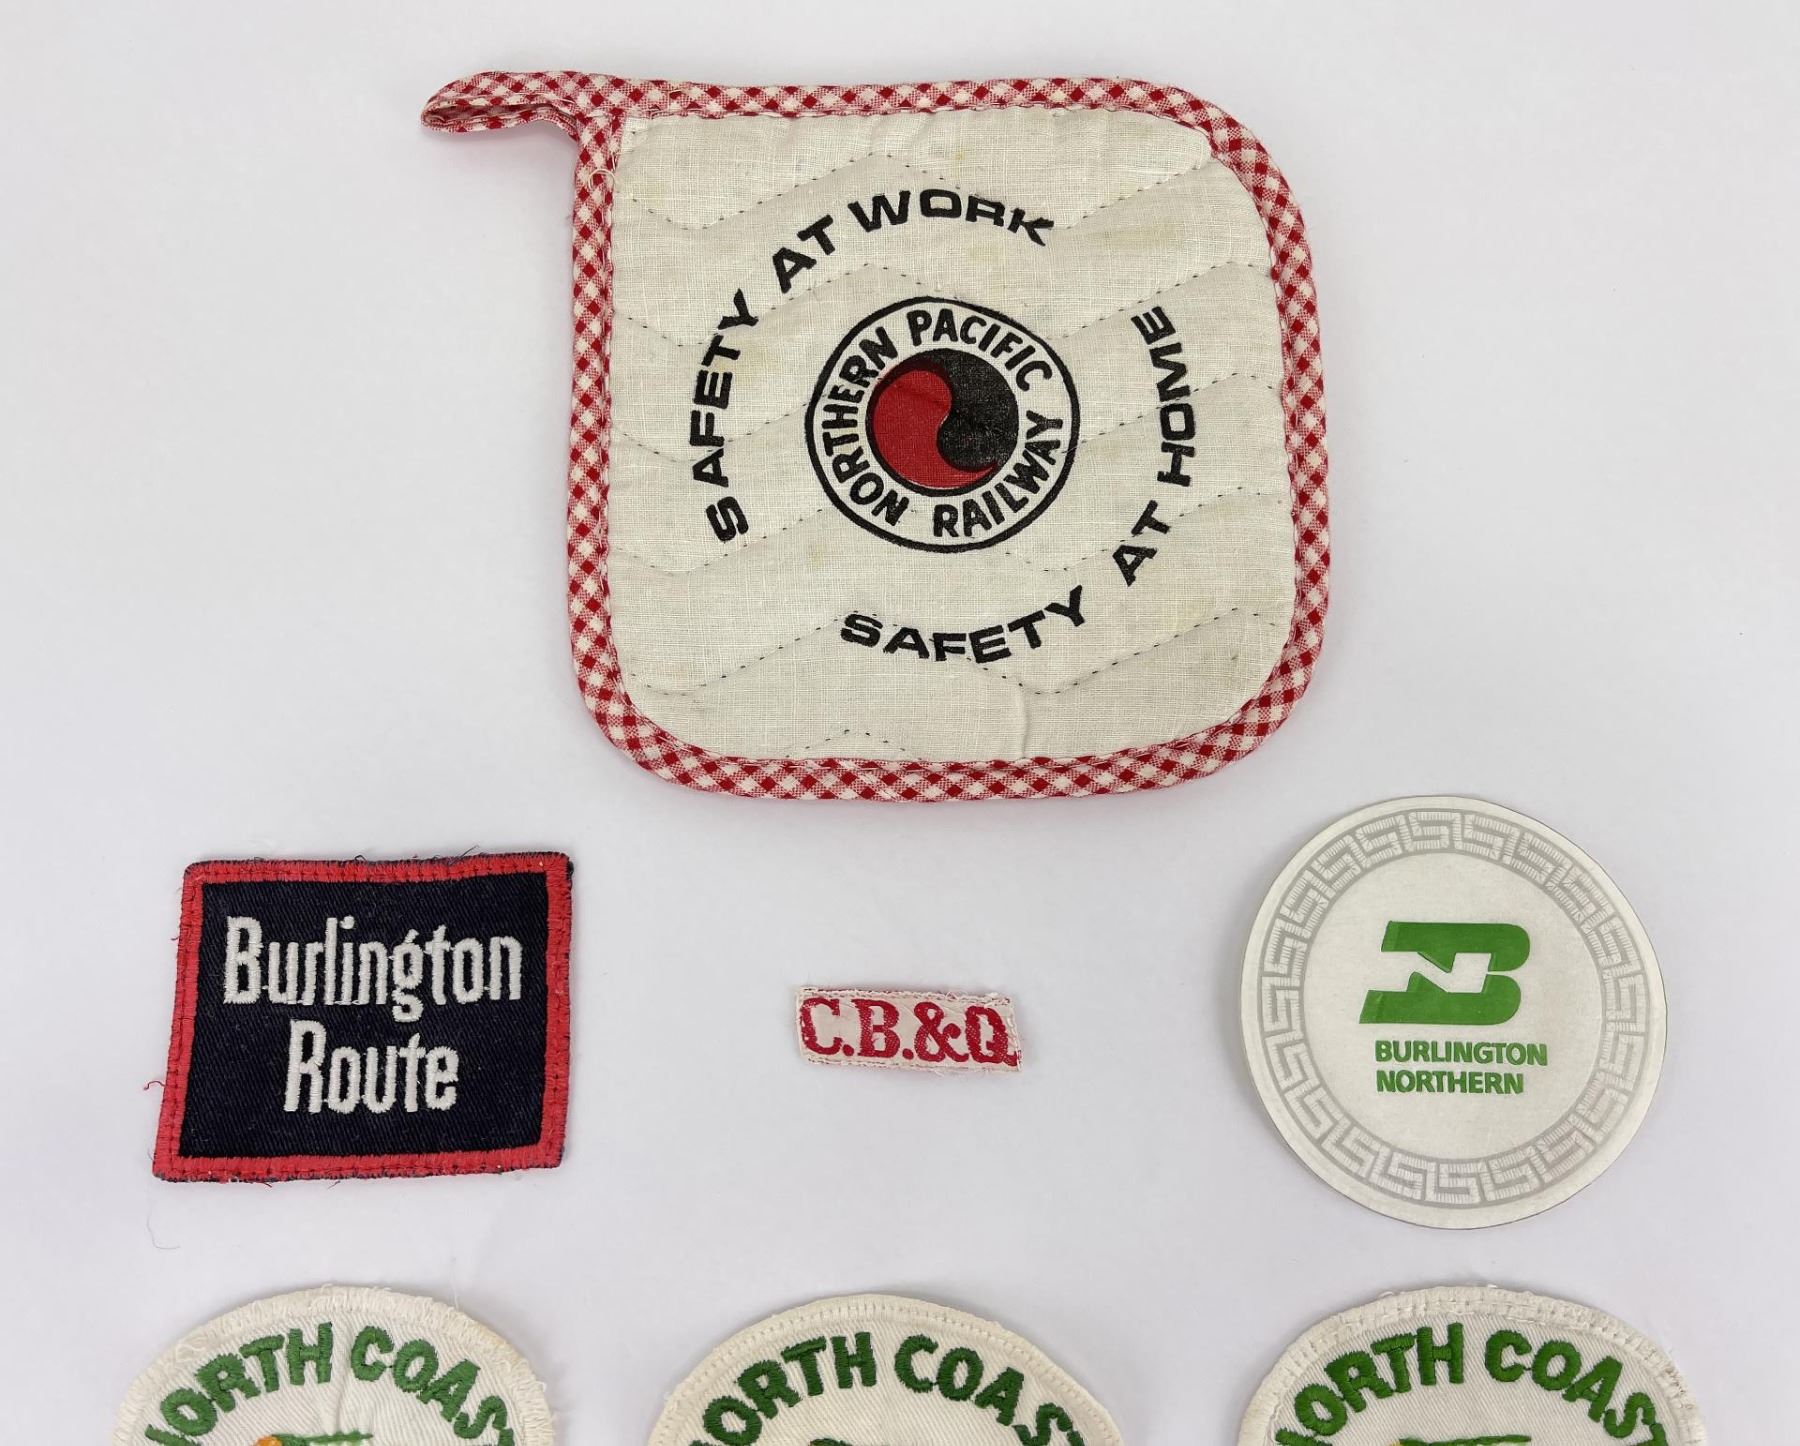 SAFETY AT WORK
SAFETY AT HOME
NORTHERN PACIFIC
RAILWAY
Burlington
Route
C.B.&Q.
BN
BURLINGTON
NORTHERN
NORTH COAST
NORTH COAST
NORTH COAST